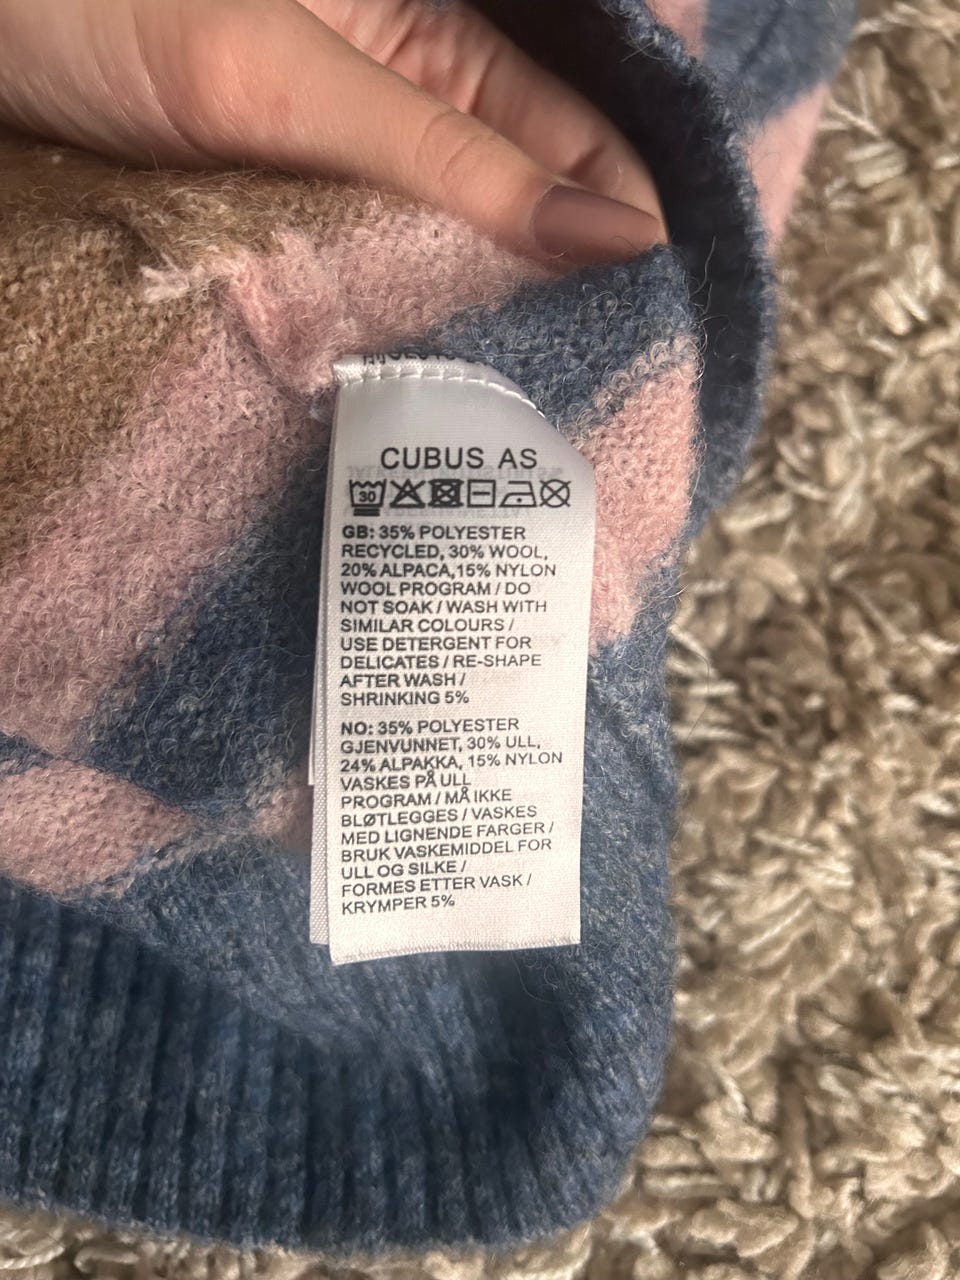 CUBUS AS
30
GB: 35% POLYESTER
RECYCLED, 30% WOOL,
20% ALPACA,15% NYLON
WOOL PROGRAM / DO
NOT SOAK / WASH WITH
SIMILAR COLOURS /
USE DETERGENT FOR
DELICATES / RE-SHAPE
AFTER WASH /
SHRINKING 5%
NO: 35% POLYESTER
GJENVUNNET, 30% ULL,
24% ALPAKKA, 15% NYLON
VASKES PÅ ULL
PROGRAM / MÅ IKKE
BLØTLEGGES / VASKES
MED LIGNENDE FARGER /
BRUK VASKEMIDDEL FOR
ULL OG SILKE /
FORMES ETTER VASK /
KRYMPER 5%